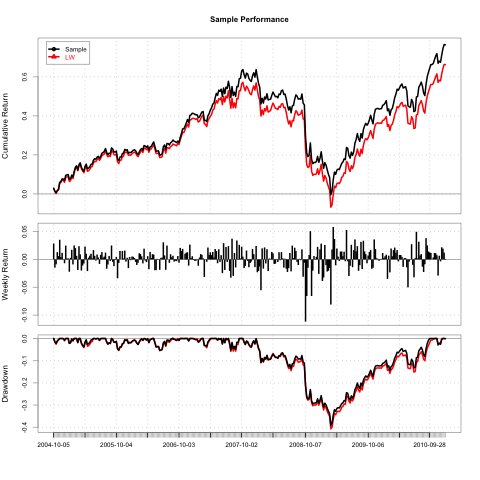 Sample Performance
Sample
LW
Cumulative Return
0.6
0.4
0.2
0.0
Weekly Return
0.05
0.00
-0.05
-0.10
Drawdown
0.0
-0.1
-0.2
-0.3
-0.4
2004-10-05 2005-10-04 2006-10-03 2007-10-02 2008-10-07 2009-10-06 2010-09-28